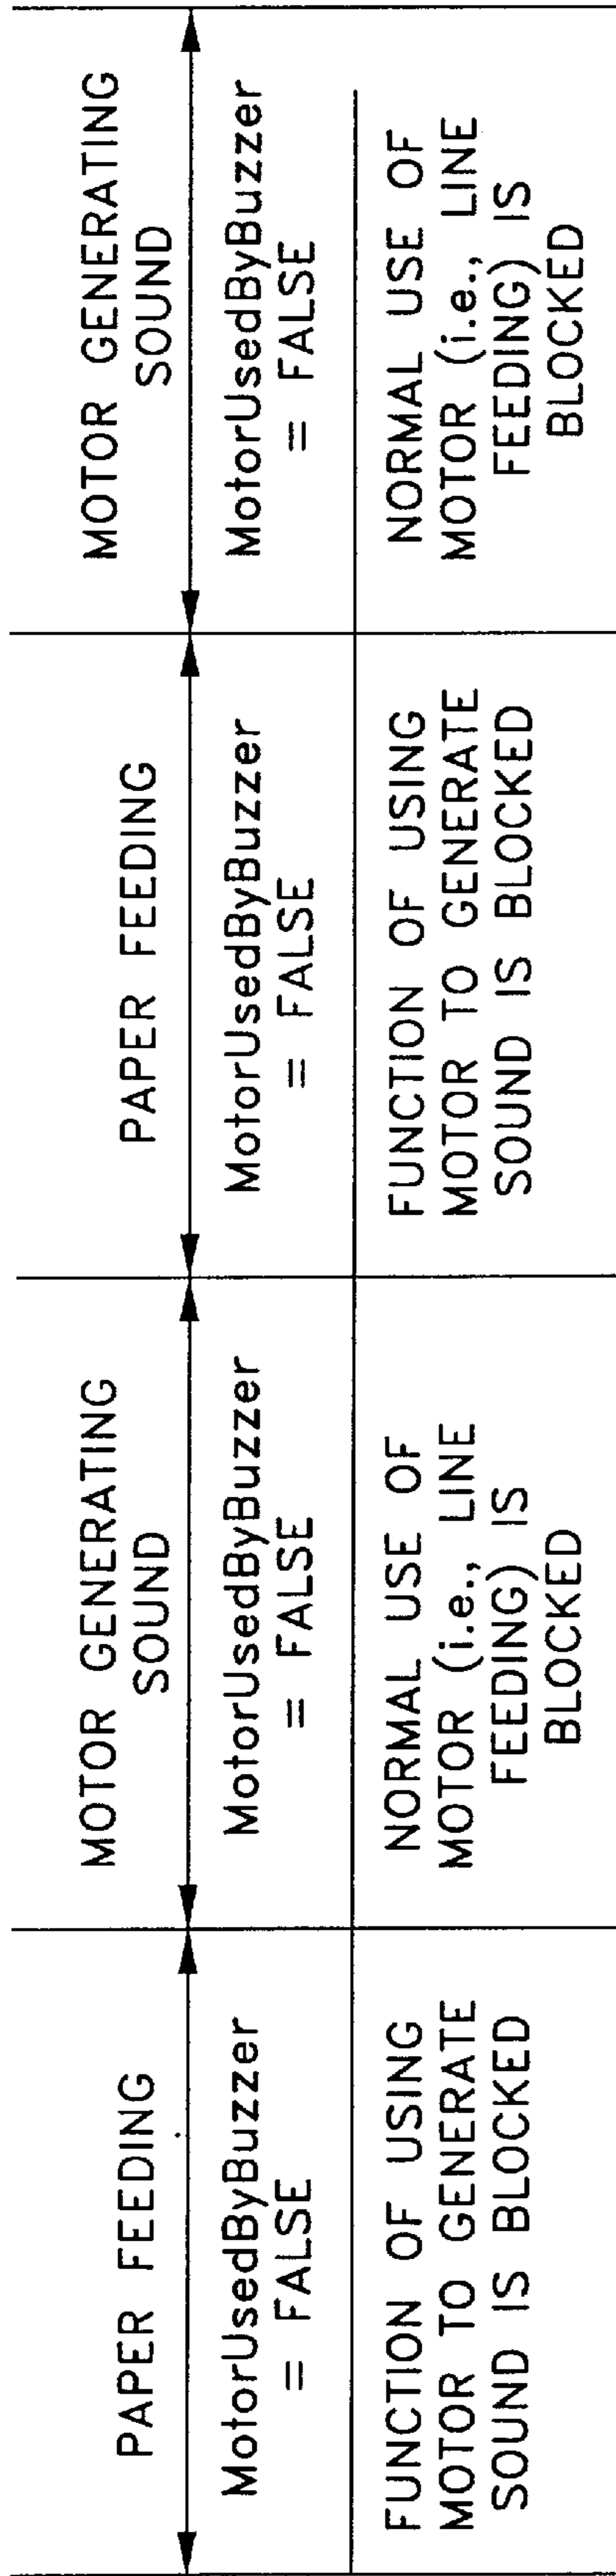 PAPER FEEDING
MotorUsedByBuzzer
= FALSE
FUNCTION OF USING
MOTOR TO GENERATE
SOUND IS BLOCKED
MOTOR GENERATING
SOUND
MotorUsedByBuzzer
= FALSE
NORMAL USE OF
MOTOR (i.e., LINE
FEEDING) IS
BLOCKED
PAPER FEEDING
MotorUsedByBuzzer
= FALSE
FUNCTION OF USING
MOTOR TO GENERATE
SOUND IS BLOCKED
MOTOR GENERATING
SOUND
MotorUsedByBuzzer
= FALSE
NORMAL USE OF
MOTOR (i.e., LINE
FEEDING) IS
BLOCKED